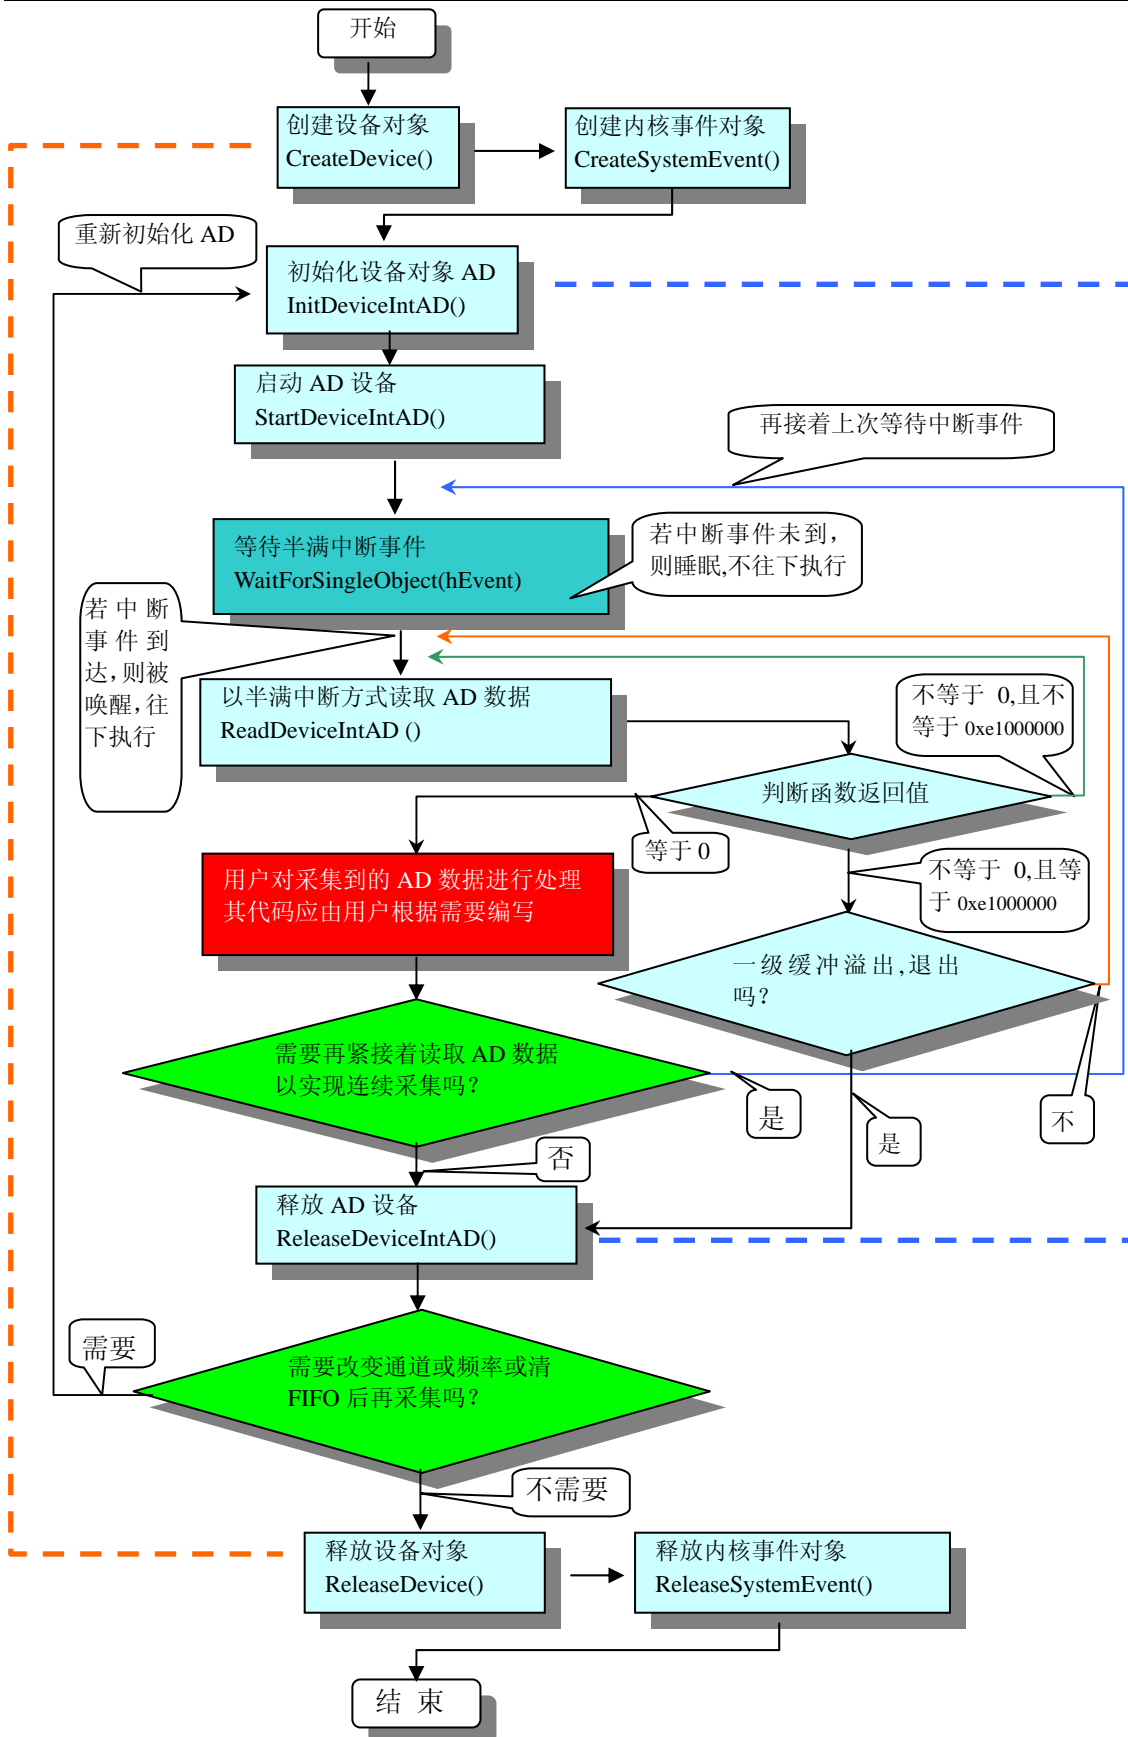 开始
创建设备对象
CreateDevice()
创建内核事件对象
CreateSystemEvent()
重新初始化 AD
初始化设备对象 AD
InitDeviceIntAD()
启动 AD 设备
StartDeviceIntAD()
再接着上次等待中断事件
等待半满中断事件
WaitForSingleObject(hEvent)
若中断事件未到，
则睡眠,不往下执行
若中断
事件到
达，则被
唤醒，往
下执行
以半满中断方式读取 AD 数据
ReadDeviceIntAD ()
不等于 0,且不
等于 0xe1000000
判断函数返回值
等于 0
不等于 0,且等
于 0xe1000000
用户对采集到的 AD 数据进行处理
其代码应由用户根据需要编写
一级缓冲溢出,退出
吗？
需要再紧接着读取 AD 数据
以实现连续采集吗？
是
是
不
否
释放 AD 设备
ReleaseDeviceIntAD()
需要
需要改变通道或频率或清
FIFO 后再采集吗？
不需要
释放设备对象
ReleaseDevice()
释放内核事件对象
ReleaseSystemEvent()
结 束